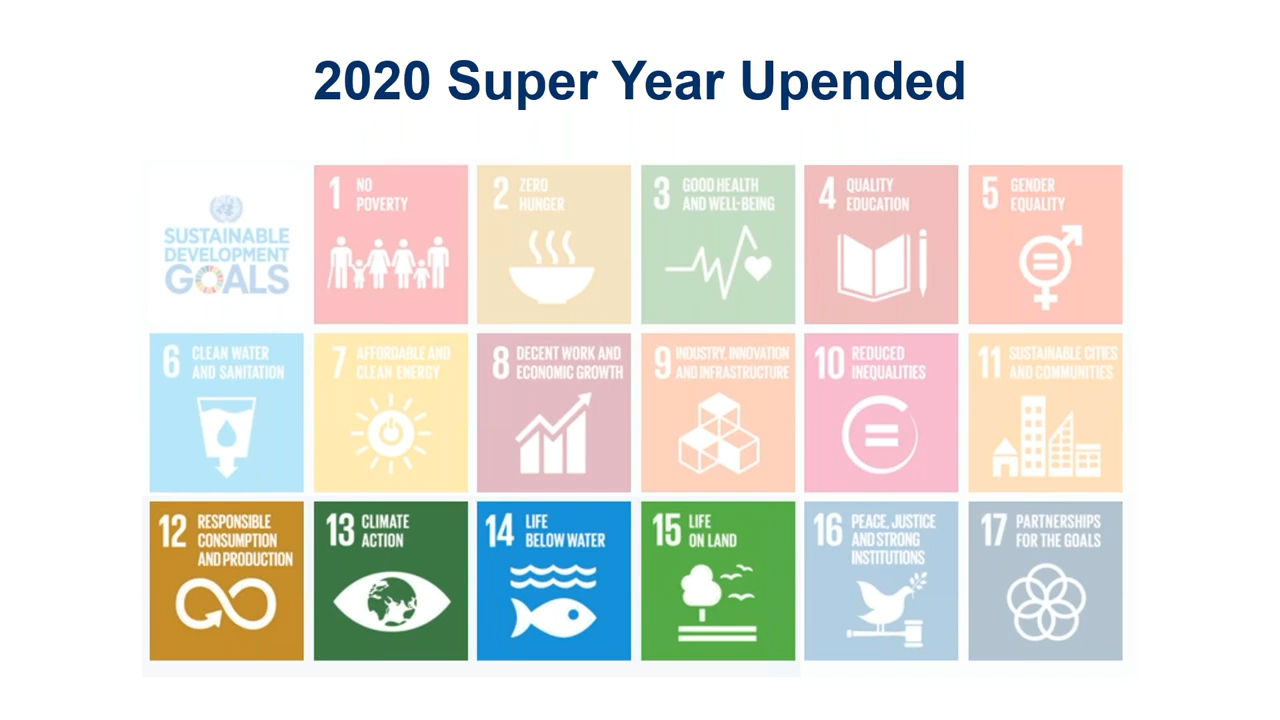 2020 Super Year Upended
SUSTAINABLE
DEVELOPMENT
GOALS
1 NO
POVERTY
2 ZERO
HUNGER
3 GOOD HEALTH
AND WELL-BEING
4 QUALITY
EDUCATION
5 GENDER
EQUALITY
6 CLEAN WATER
AND SANITATION
7 AFFORDABLE AND
CLEAN ENERGY
8 DECENT WORK AND
ECONOMIC GROWTH
9 INDUSTRY, INNOVATION
AND INFRASTRUCTURE
10 REDUCED
INEQUALITIES
11 SUSTAINABLE CITIES
AND COMMUNITIES
12 RESPONSIBLE
CONSUMPTION
AND PRODUCTION
13 CLIMATE
ACTION
14 LIFE
BELOW WATER
15 LIFE
ON LAND
16 PEACE, JUSTICE
AND STRONG
INSTITUTIONS
17 PARTNERSHIPS
FOR THE GOALS